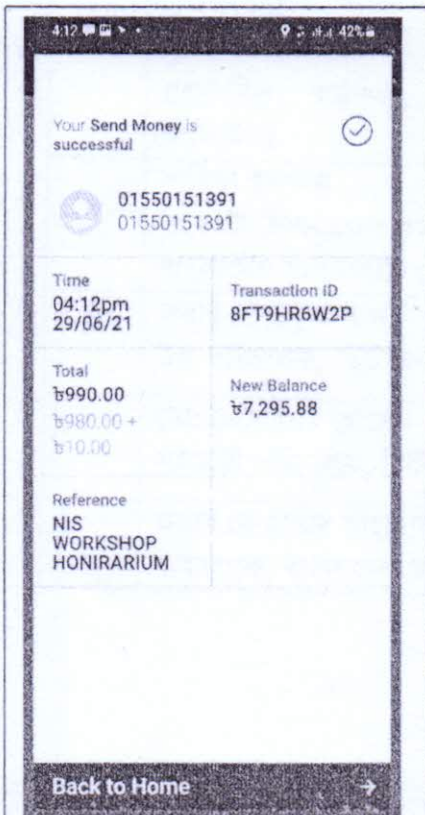 4:12 42%
Your Send Money is
successful
01550151391
01550151391
Time
04:12pm
29/06/21
Transaction ID
8FT9HR6W2P
Total
৳990.00
৳980.00 +
৳10.00
New Balance
৳7,295.88
Reference
NIS
WORKSHOP
HONIRARIUM
Back to Home